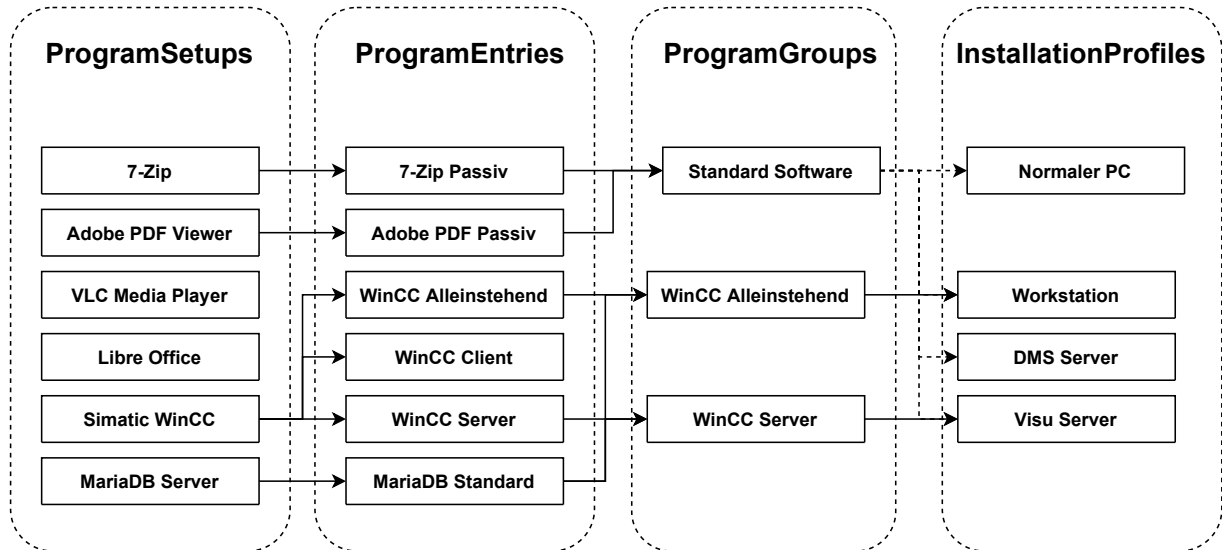 ProgramSetups
ProgramEntries
ProgramGroups
InstallationProfiles
7-Zip
7-Zip Passiv
Standard Software
Normaler PC
Adobe PDF Viewer
Adobe PDF Passiv
VLC Media Player
WinCC Alleinstehend
WinCC Alleinstehend
Workstation
Libre Office
WinCC Client
DMS Server
Simatic WinCC
WinCC Server
WinCC Server
Visu Server
MariaDB Server
MariaDB Standard